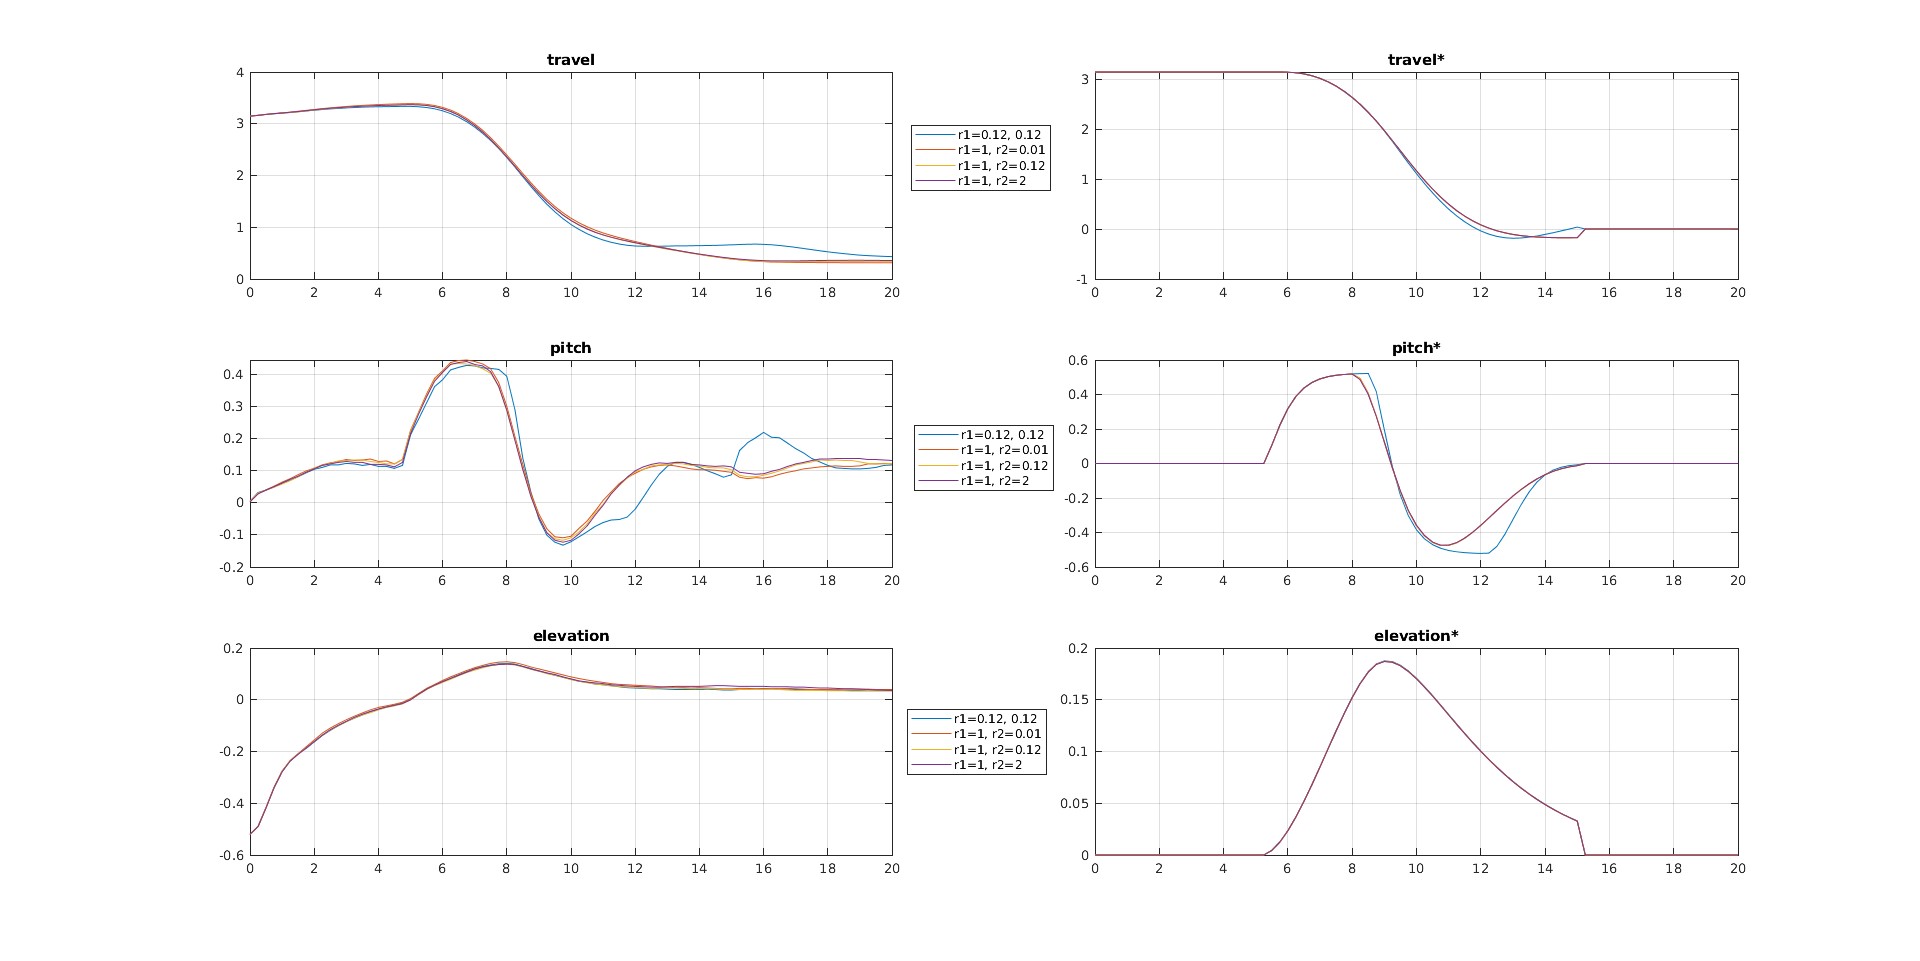 travel
4
3
2
1
0
0 2 4 6 8 10 12 14 16 18 20
r1=0.12, 0.12
r1=1, r2=0.01
r1=1, r2=0.12
r1=1, r2=2
travel*
3
2
1
0
-1
0 2 4 6 8 10 12 14 16 18 20
pitch
0.4
0.3
0.2
0.1
0
-0.1
-0.2
0 2 4 6 8 10 12 14 16 18 20
r1=0.12, 0.12
r1=1, r2=0.01
r1=1, r2=0.12
r1=1, r2=2
pitch*
0.6
0.4
0.2
0
-0.2
-0.4
-0.6
0 2 4 6 8 10 12 14 16 18 20
elevation
0.2
0
-0.2
-0.4
-0.6
0 2 4 6 8 10 12 14 16 18 20
r1=0.12, 0.12
r1=1, r2=0.01
r1=1, r2=0.12
r1=1, r2=2
elevation*
0.2
0.15
0.1
0.05
0
0 2 4 6 8 10 12 14 16 18 20